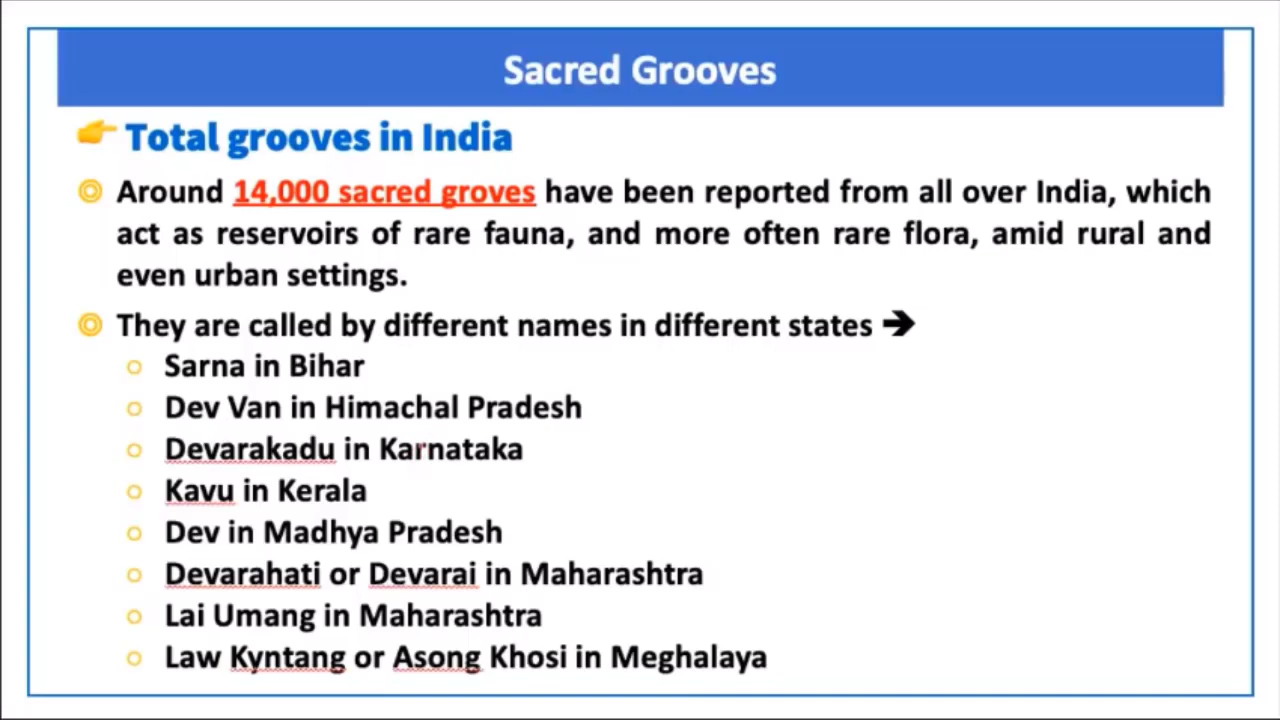 Sacred Grooves
Total grooves in India
Around 14,000 sacred groves have been reported from all over India, which
act as reservoirs of rare fauna, and more often rare flora, amid rural and
even urban settings.
They are called by different names in different states ➔
Sarna in Bihar
Dev Van in Himachal Pradesh
Devarakadu in Karnataka
Kavu in Kerala
Dev in Madhya Pradesh
Devarahati or Devarai in Maharashtra
Lai Umang in Maharashtra
Law Kyntang or Asong Khosi in Meghalaya